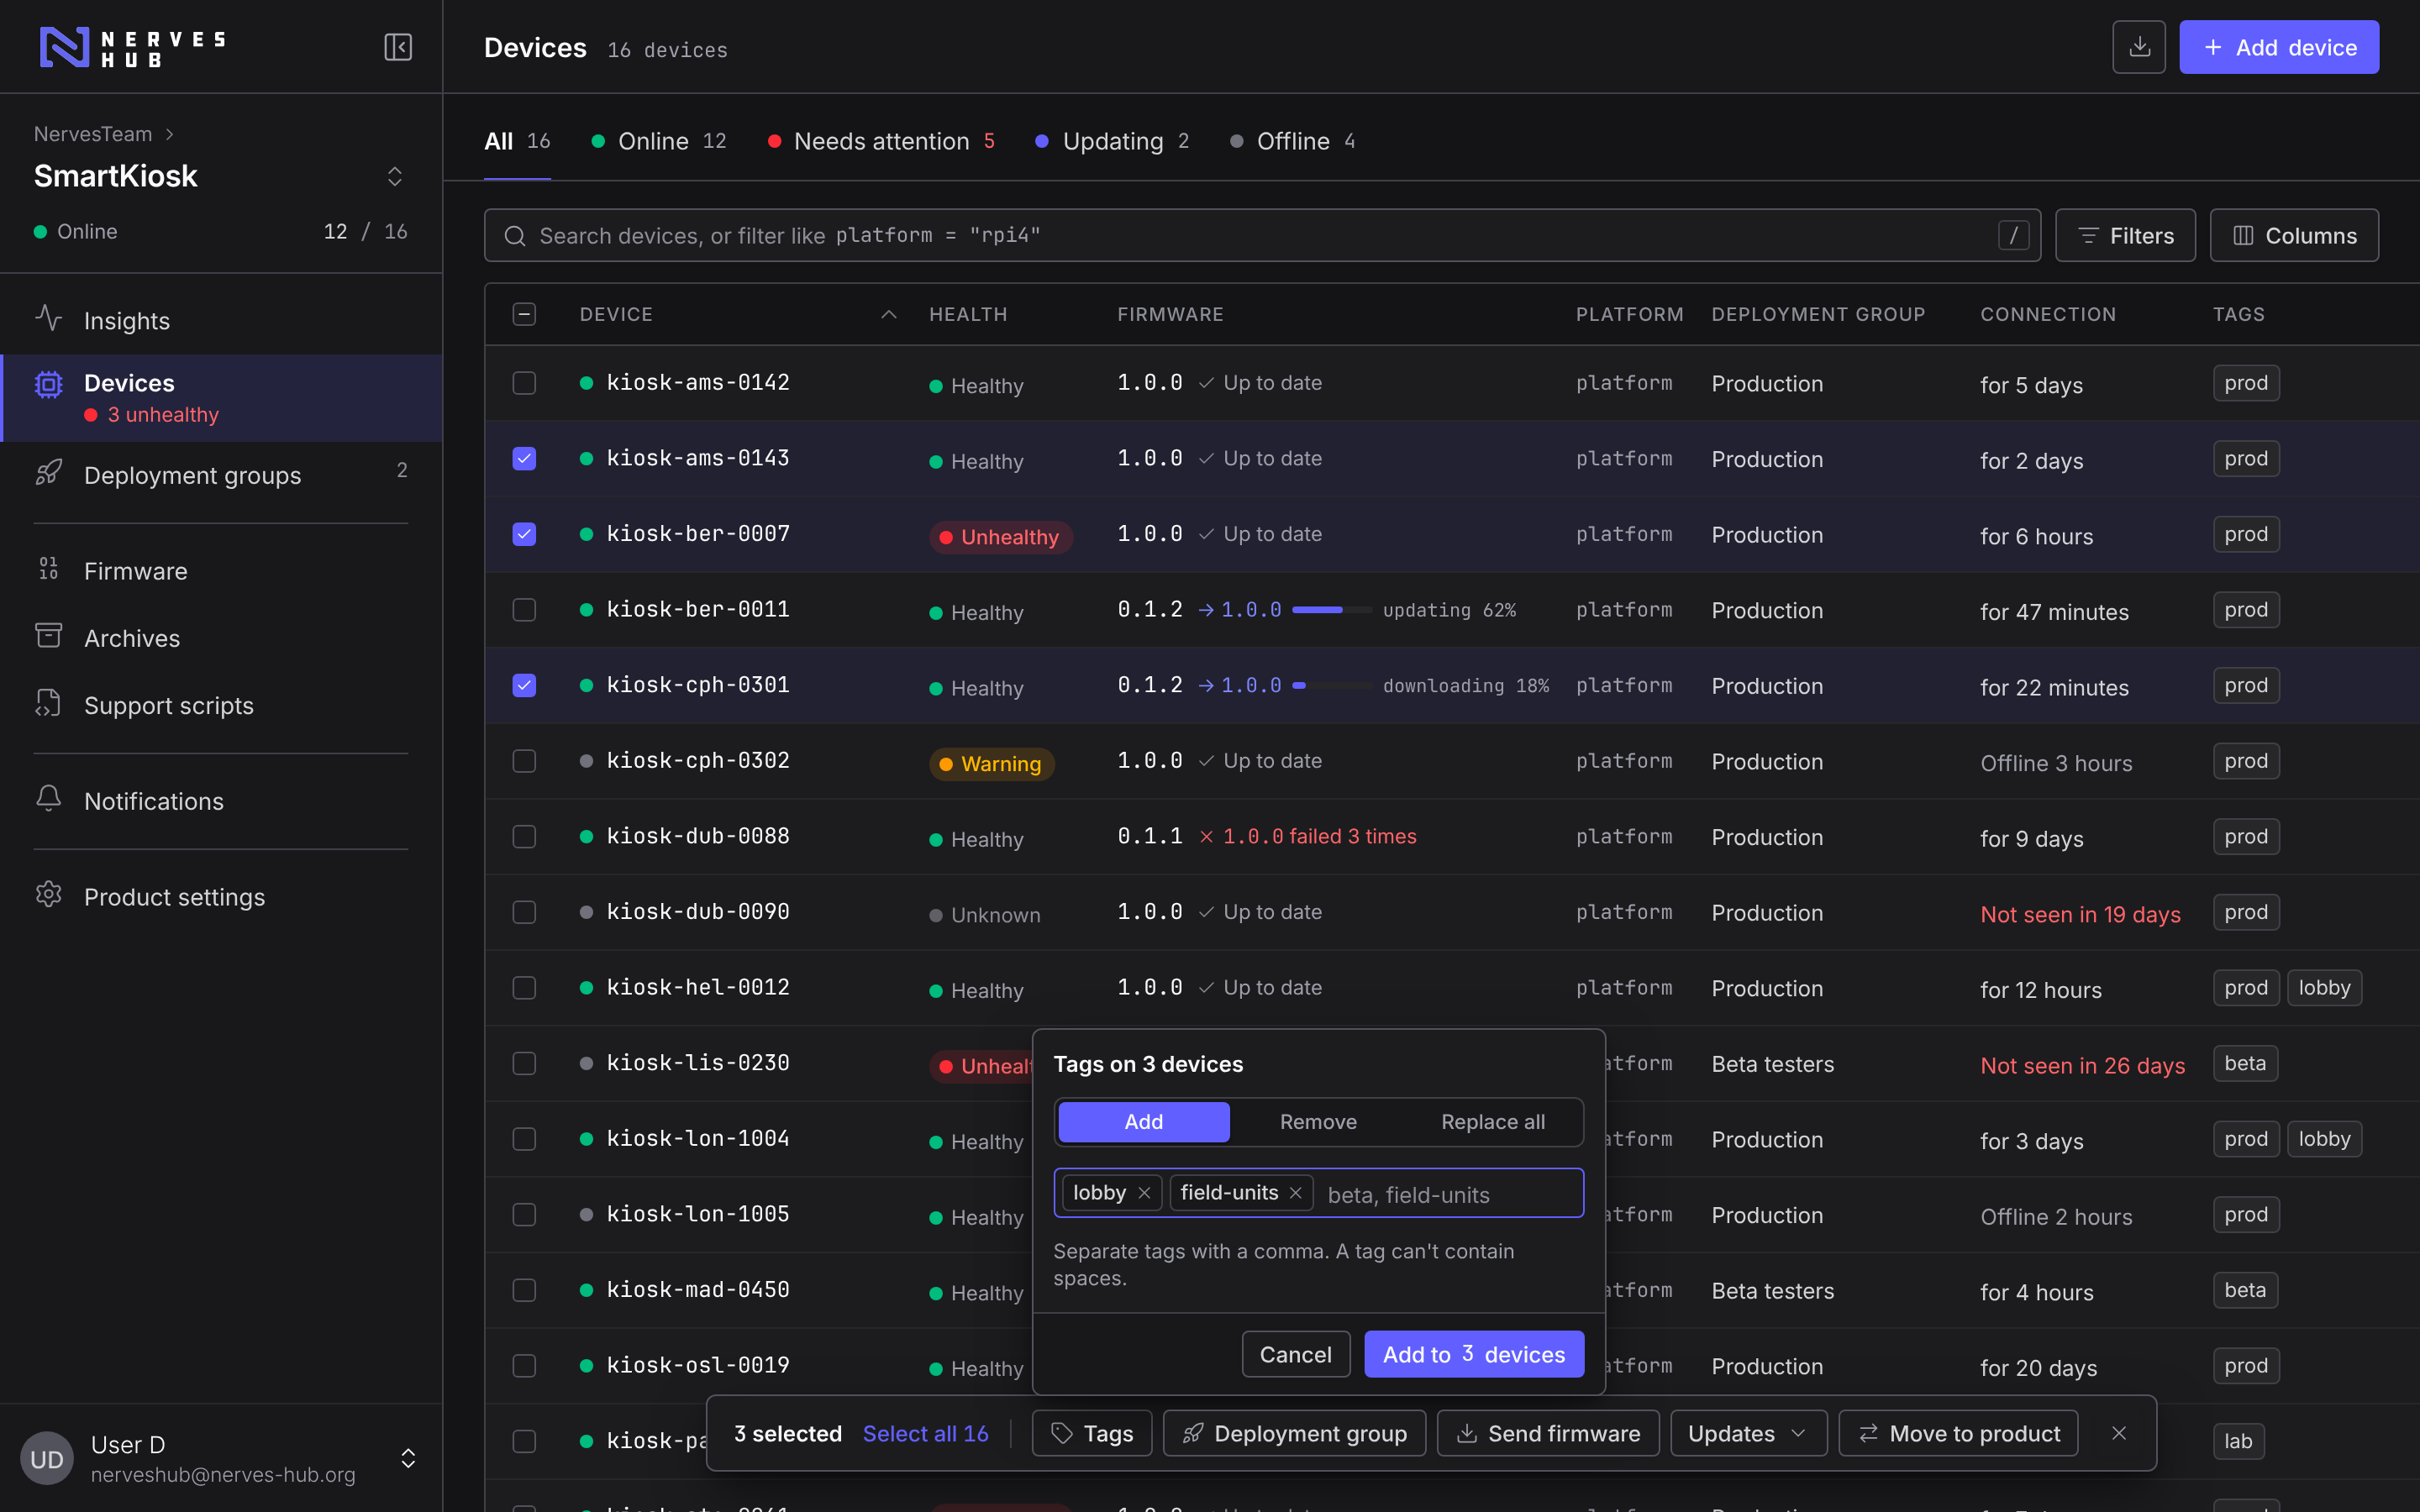 NERVES
HUB
Devices 16 devices
Add device
NervesTeam
SmartKiosk
Online 12 / 16
All 16 Online 12 Needs attention 5 Updating 2 Offline 4
Search devices, or filter like platform = "rpi4" /
Filters
Columns
Insights
Devices
3 unhealthy
Deployment groups 2
Firmware
Archives
Support scripts
Notifications
Product settings
User D
nerveshub@nerves-hub.org
UD
DEVICE HEALTH FIRMWARE PLATFORM DEPLOYMENT GROUP CONNECTION TAGS
kiosk-ams-0142 Healthy 1.0.0 Up to date platform Production for 5 days prod
kiosk-ams-0143 Healthy 1.0.0 Up to date platform Production for 2 days prod
kiosk-ber-0007 Unhealthy 1.0.0 Up to date platform Production for 6 hours prod
kiosk-ber-0011 Healthy 0.1.2 → 1.0.0 updating 62% platform Production for 47 minutes prod
kiosk-cph-0301 Healthy 0.1.2 → 1.0.0 downloading 18% platform Production for 22 minutes prod
kiosk-cph-0302 Warning 1.0.0 Up to date platform Production Offline 3 hours prod
kiosk-dub-0088 Healthy 0.1.1 1.0.0 failed 3 times platform Production for 9 days prod
kiosk-dub-0090 Unknown 1.0.0 Up to date platform Production Not seen in 19 days prod
kiosk-hel-0012 Healthy 1.0.0 Up to date platform Production for 12 hours prod lobby
kiosk-lis-0230 Beta testers Not seen in 26 days beta
kiosk-lon-1004 Healthy Production for 3 days prod lobby
kiosk-lon-1005 Healthy Production Offline 2 hours prod
kiosk-mad-0450 Healthy Beta testers for 4 hours beta
kiosk-osl-0019 Healthy Production for 20 days prod
lab
Tags on 3 devices
Add Remove Replace all
lobby field-units beta, field-units
Separate tags with a comma. A tag can't contain
spaces.
Cancel Add to 3 devices
3 selected Select all 16 Tags Deployment group Send firmware Updates Move to product